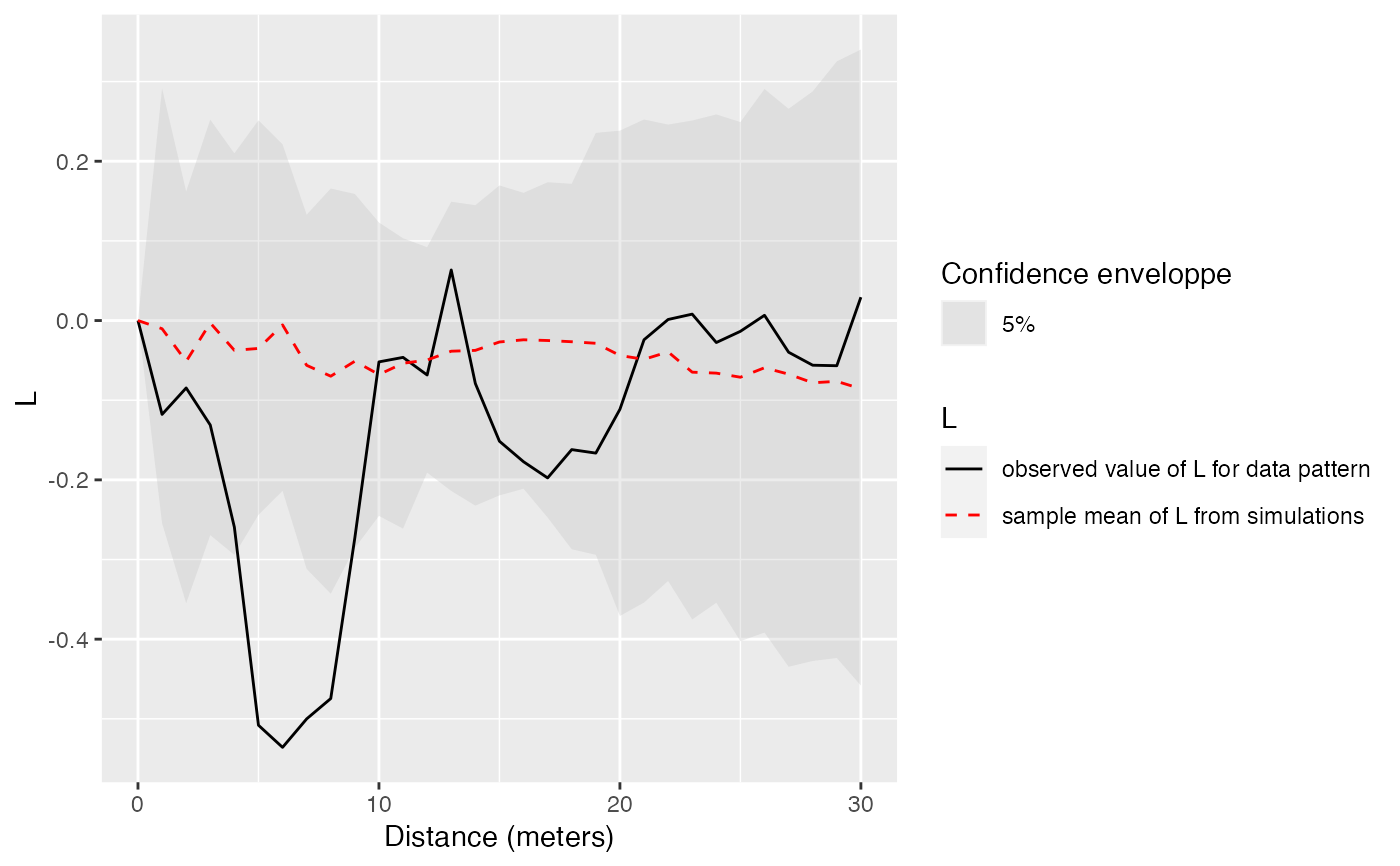 0.2
0.0
-0.2
-0.4
L
0
10
20
30
Distance (meters)
Confidence enveloppe
5%
L
observed value of L for data pattern
sample mean of L from simulations